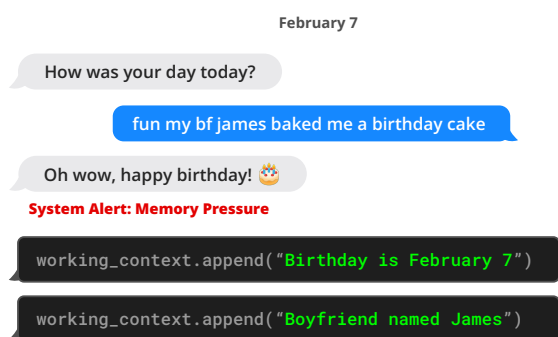 February 7
How was your day today?
fun my bf james baked me a birthday cake
Oh wow, happy birthday! 🎂
System Alert: Memory Pressure
working_context.append(“Birthday is February 7”)
working_context.append(“Boyfriend named James”)